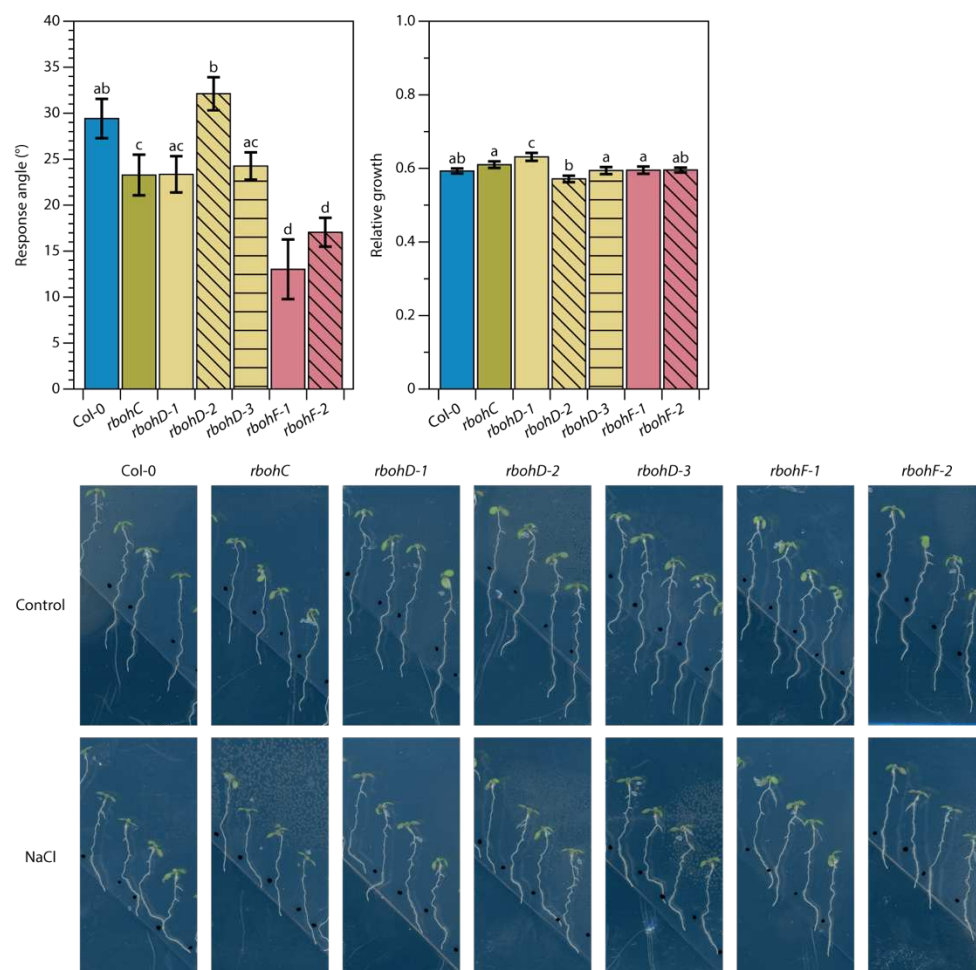 Response angle (°)
40
35
30
25
20
15
10
5
0
ab
c
ac
b
ac
d
d
Col-0
rbohC
rbohD-1
rbohD-2
rbohD-3
rbohF-1
rbohF-2
Relative growth
1.0
0.8
0.6
0.4
0.2
0
ab
a
c
b
a
a
ab
Col-0
rbohC
rbohD-1
rbohD-2
rbohD-3
rbohF-1
rbohF-2
Col-0 rbohC rbohD-1 rbohD-2 rbohD-3 rbohF-1 rbohF-2
Control
NaCl